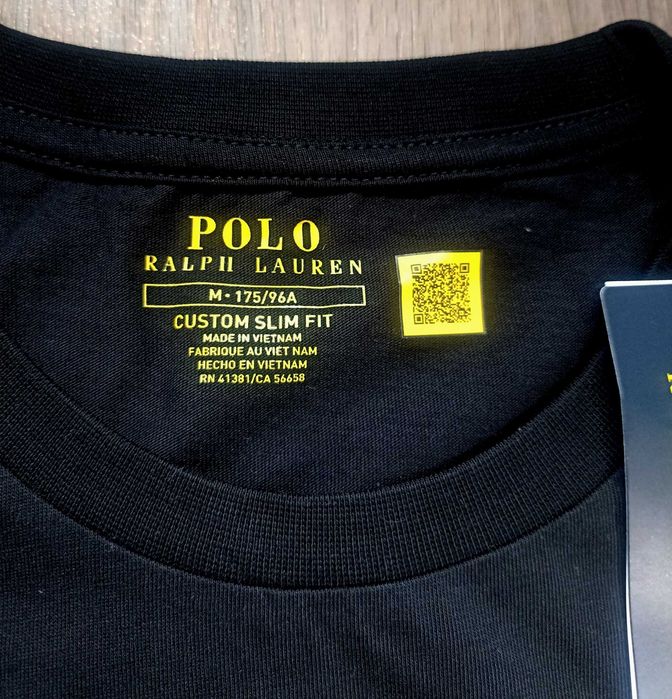 POLO
RALPH LAUREN
M • 175/96A
CUSTOM SLIM FIT
MADE IN VIETNAM
FABRIQUE AU VIET NAM
HECHO EN VIETNAM
RN 41381/CA 56658